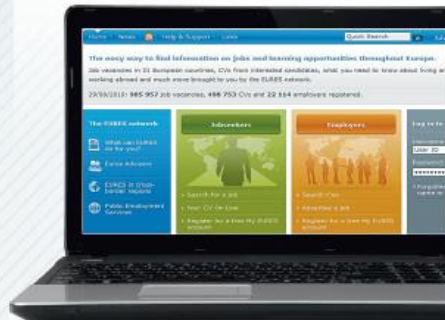 Home News Help & Support Links Quick Search
The easy way to find information on jobs and learning opportunities throughout Europe.
Job vacancies in 31 European countries, CVs from interested candidates, what you need to know about living and
working abroad and much more brought to you by the EURES network.
29/09/2010: 985 957 job vacancies, 498 753 CVs and 22 114 employers registered.
The EURES network
What can EURES do for you?
Eures Advisers
EURES in cross-border regions
Public Employment Services
Jobseekers
Search for a job
Your CV On-Line
Register for a free My EURES account
Employers
Search CVs
Advertise a job
Register for a free My EURES account
Log in to
Username
User ID
Password